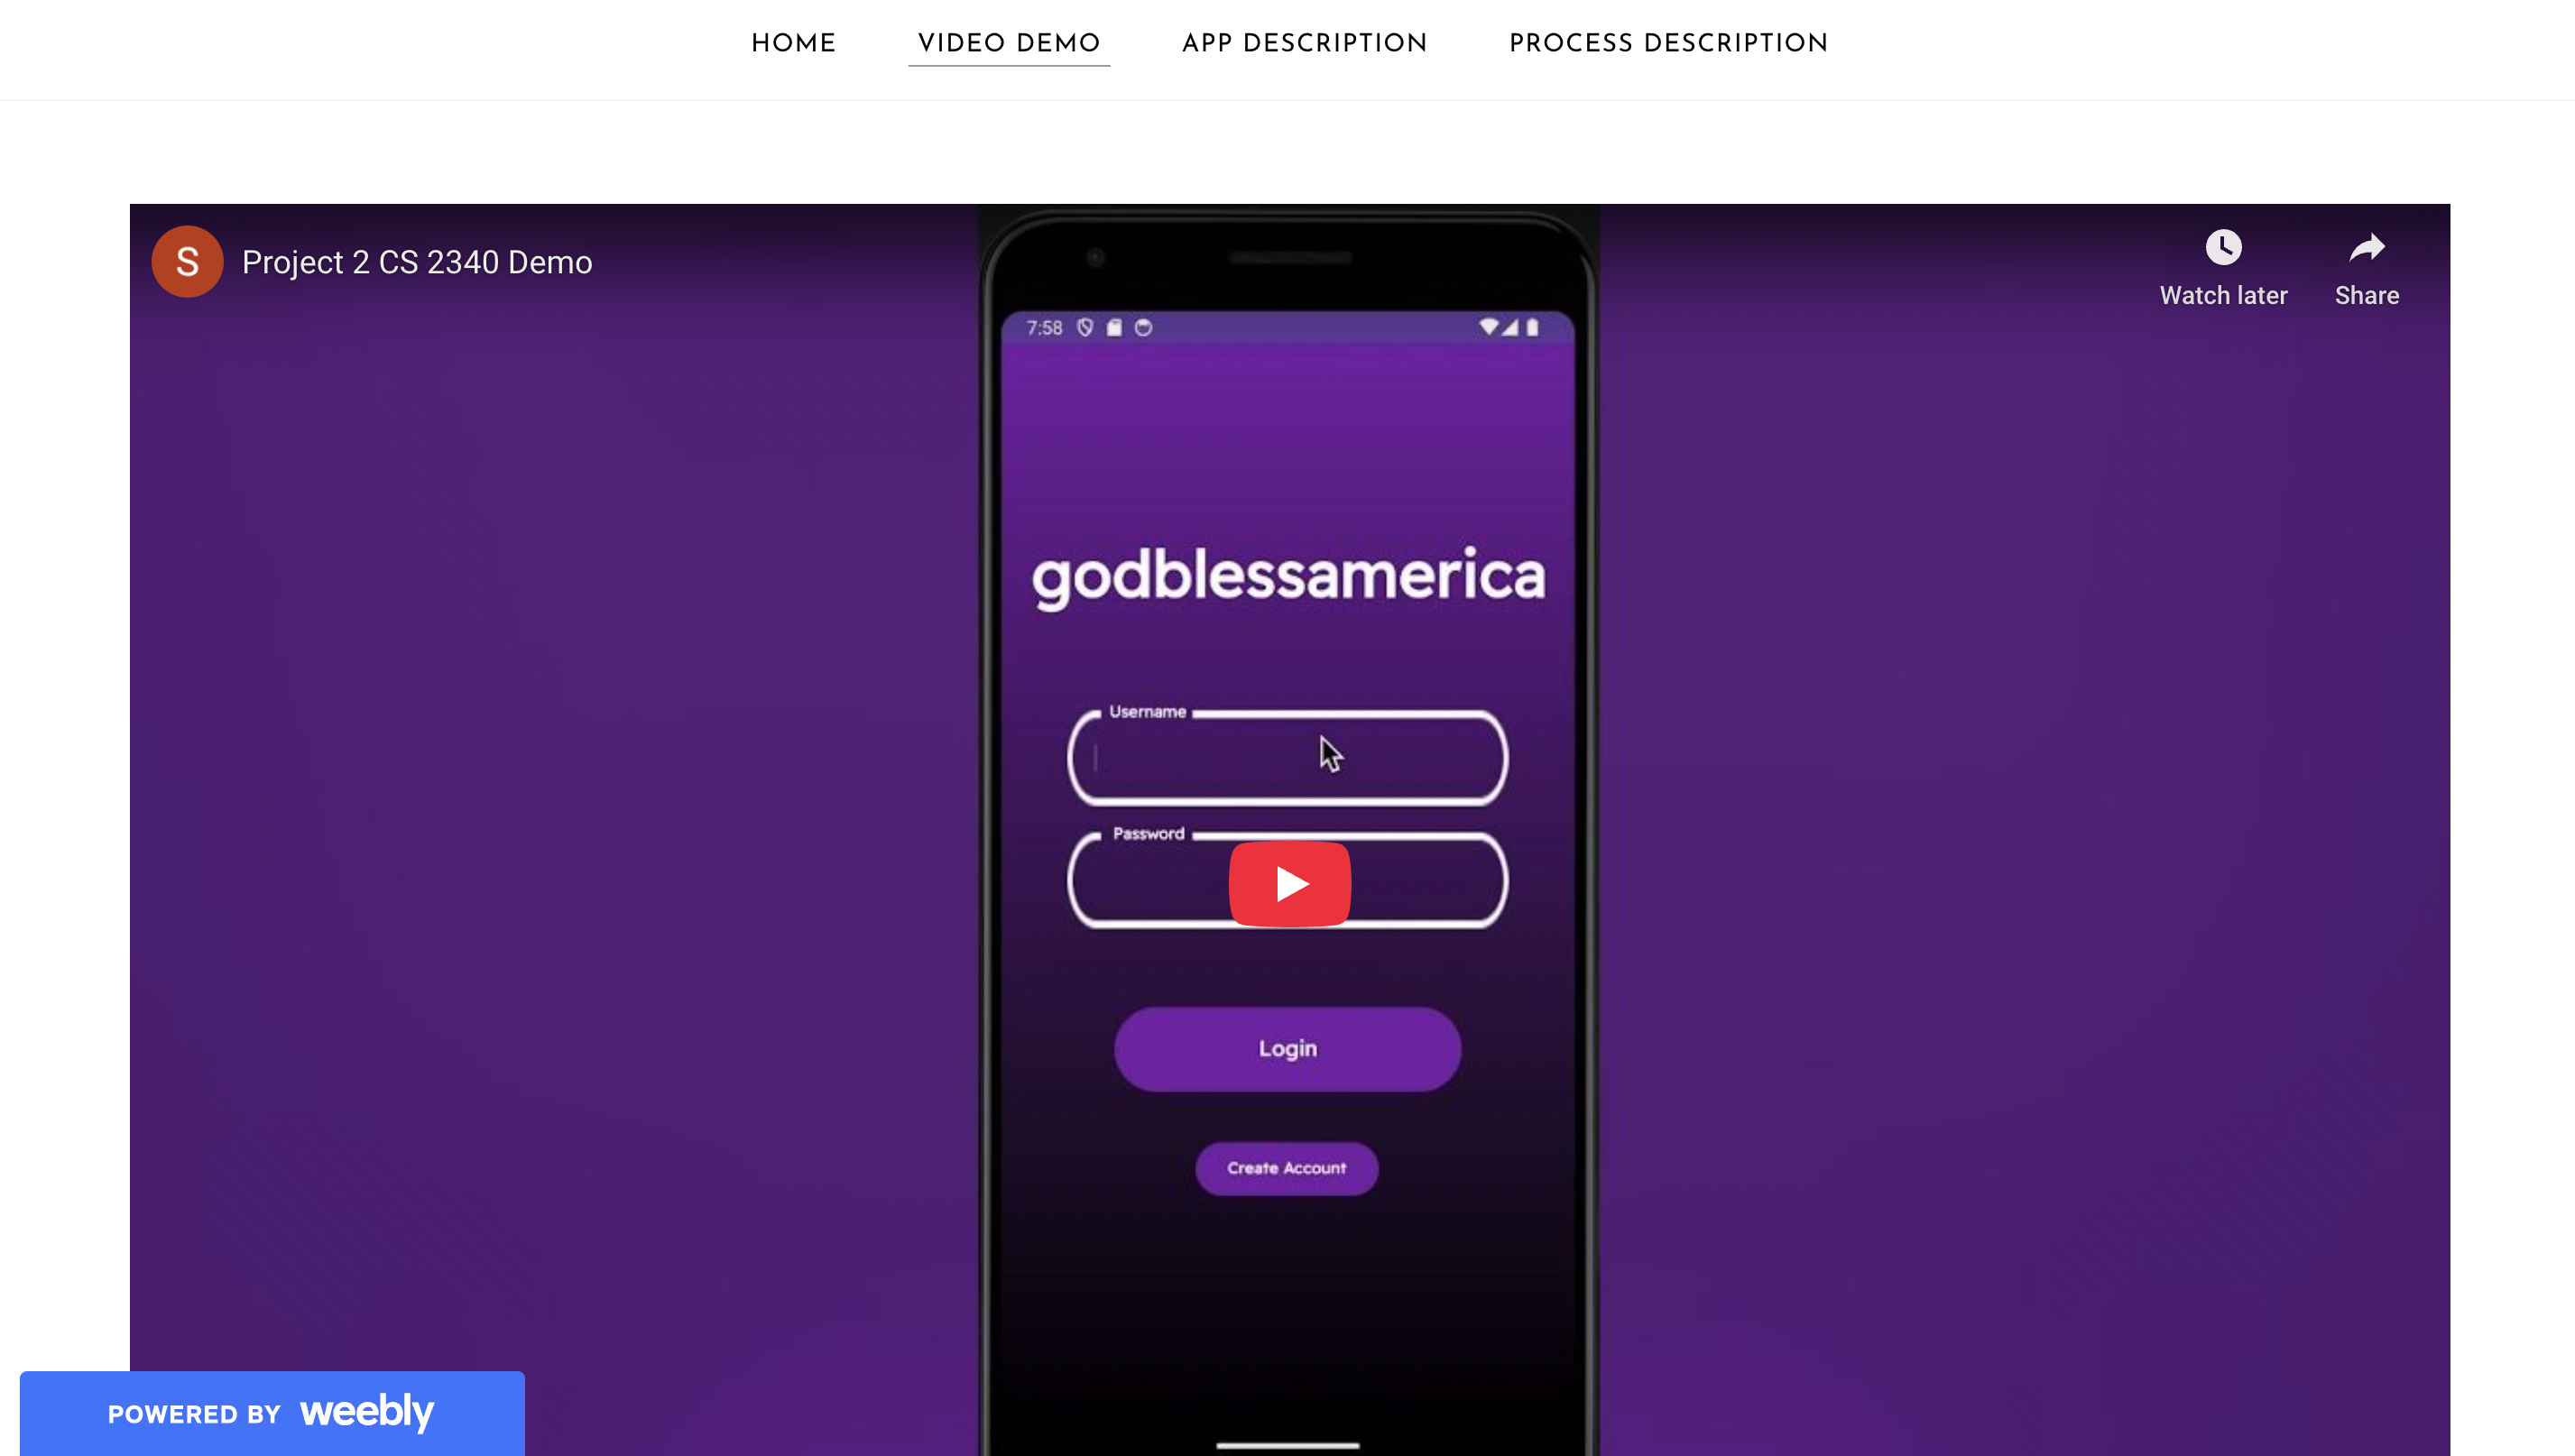 HOME VIDEO DEMO APP DESCRIPTION PROCESS DESCRIPTION
S Project 2 CS 2340 Demo
Watch later Share
7:58
godblessamerica
Username
Password
Login
Create Account
POWERED BY weebly